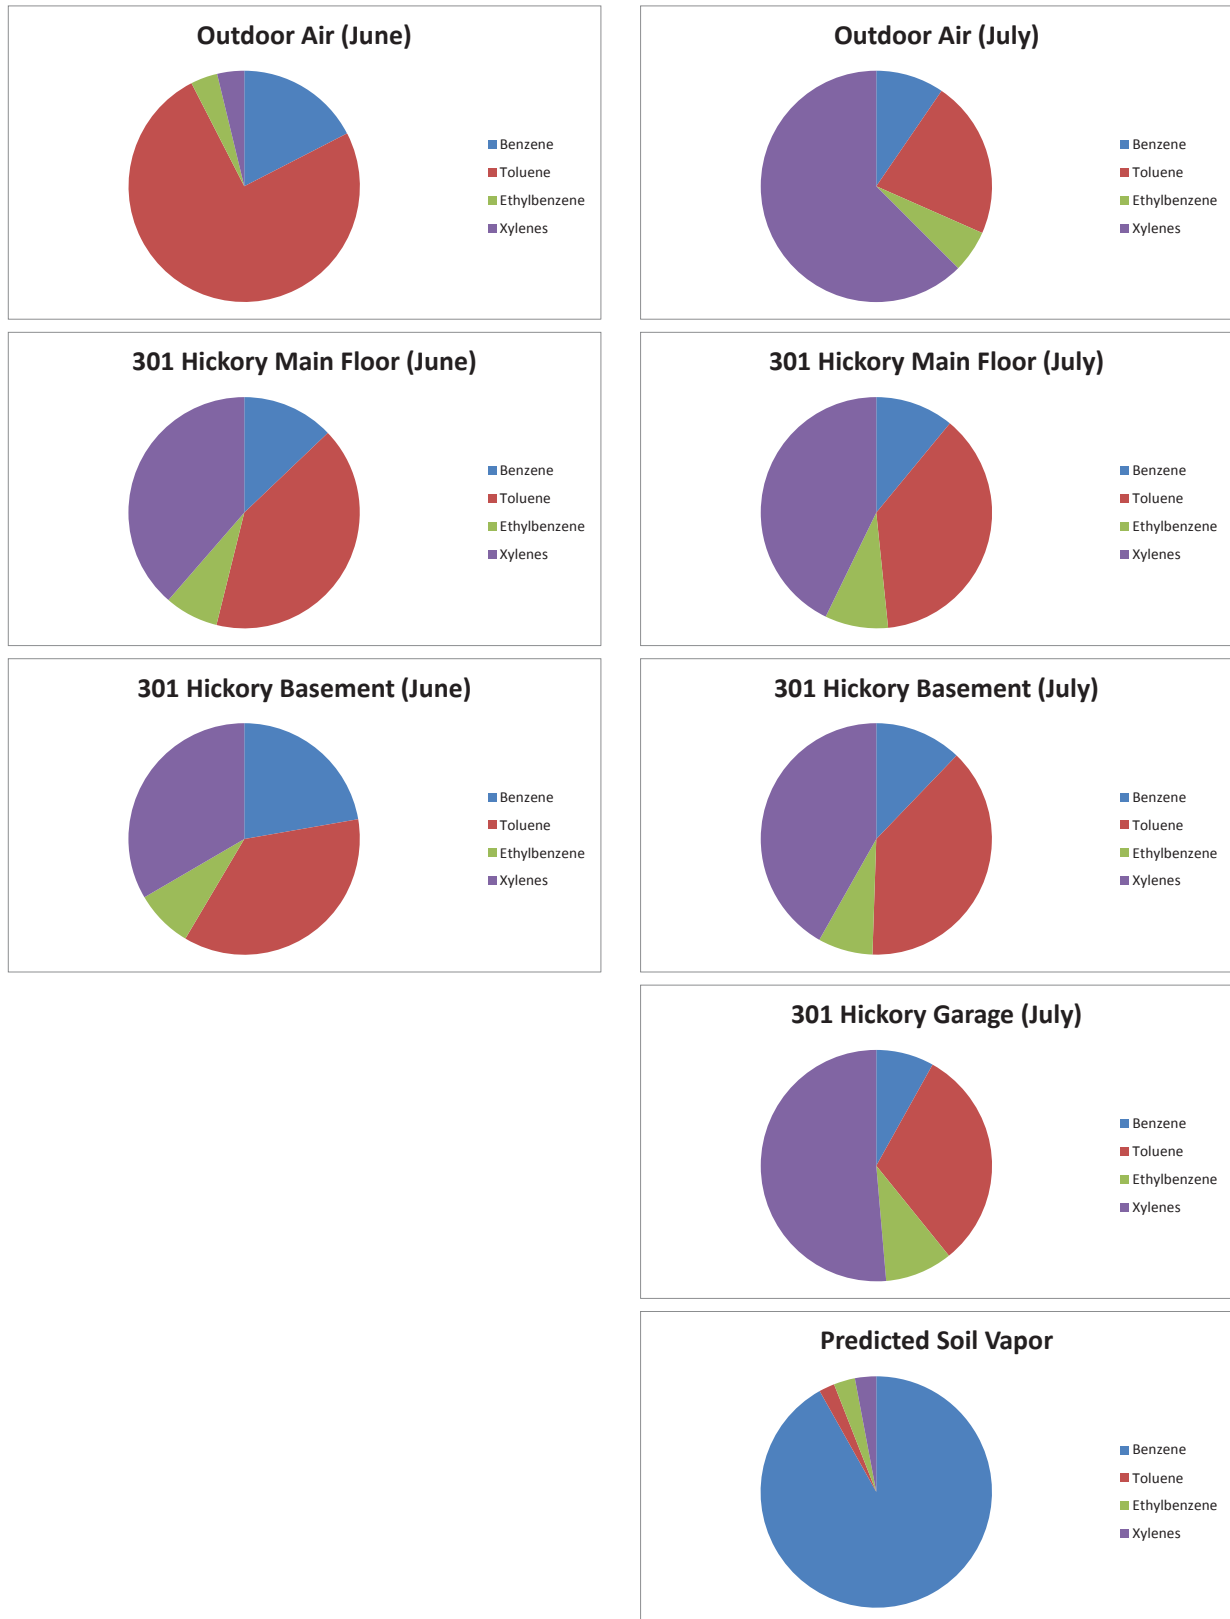 Outdoor Air (June)
Benzene
Toluene
Ethylbenzene
Xylenes
Outdoor Air (July)
Benzene
Toluene
Ethylbenzene
Xylenes
301 Hickory Main Floor (June)
Benzene
Toluene
Ethylbenzene
Xylenes
301 Hickory Main Floor (July)
Benzene
Toluene
Ethylbenzene
Xylenes
301 Hickory Basement (June)
Benzene
Toluene
Ethylbenzene
Xylenes
301 Hickory Basement (July)
Benzene
Toluene
Ethylbenzene
Xylenes
301 Hickory Garage (July)
Benzene
Toluene
Ethylbenzene
Xylenes
Predicted Soil Vapor
Benzene
Toluene
Ethylbenzene
Xylenes